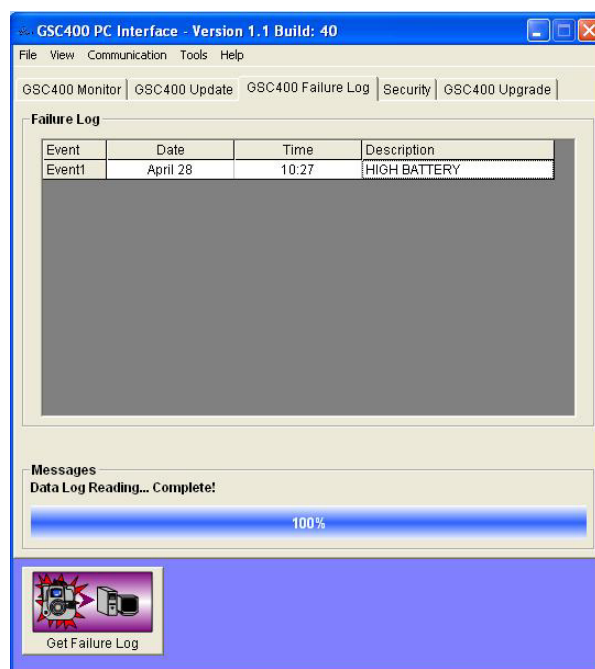 GSC400 PC Interface - Version 1.1 Build: 40
File View Communication Tools Help
GSC400 Monitor GSC400 Update GSC400 Failure Log Security GSC400 Upgrade
Failure Log
Event Date Time Description
Event1 April 28 10:27 HIGH BATTERY
Messages
Data Log Reading... Complete!
100%
Get Failure Log